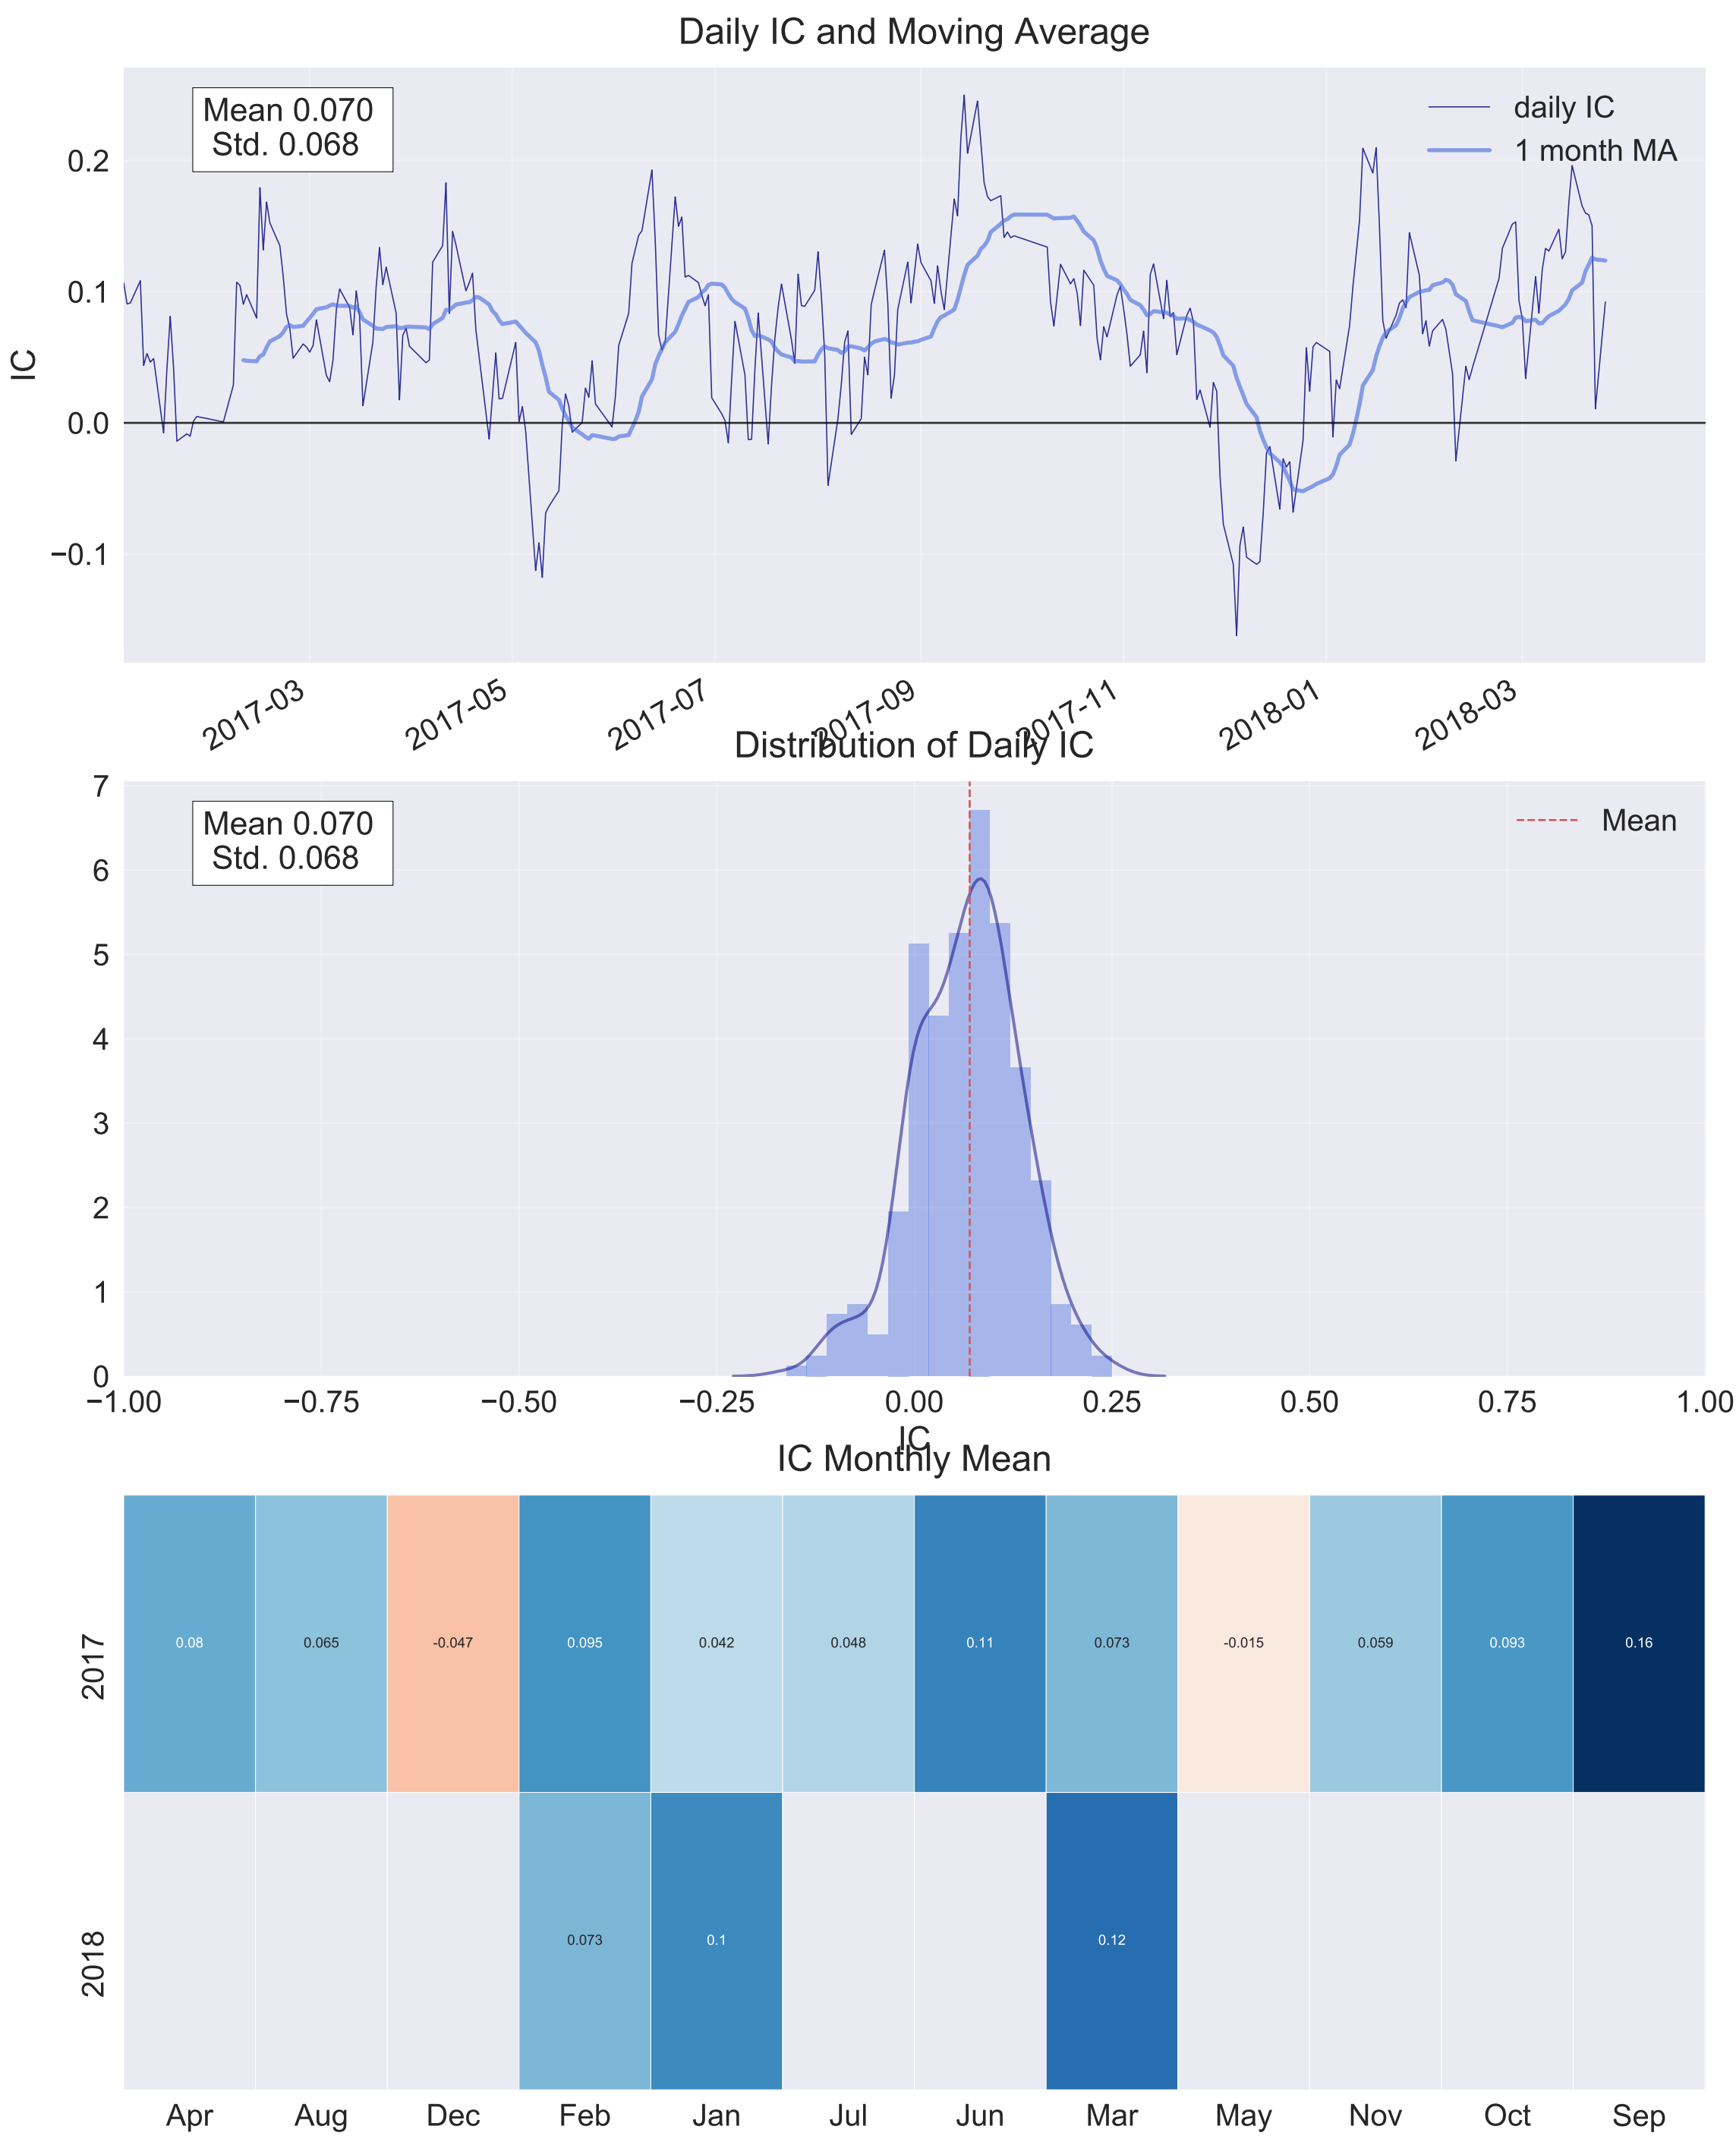 Daily IC and Moving Average
Mean 0.070
Std. 0.068
daily IC
1 month MA
IC
0.2
0.1
0.0
−0.1
2017-03 2017-05 2017-07 2017-09 2017-11 2018-01 2018-03
Distribution of Daily IC
Mean 0.070
Std. 0.068
Mean
7
6
5
4
3
2
1
0
−1.00 −0.75 −0.50 −0.25 0.00 0.25 0.50 0.75 1.00
IC
IC Monthly Mean
2017
0.08 0.065 -0.047 0.095 0.042 0.048 0.11 0.073 -0.015 0.059 0.093 0.16
2018
0.073 0.1 0.12
Apr Aug Dec Feb Jan Jul Jun Mar May Nov Oct Sep